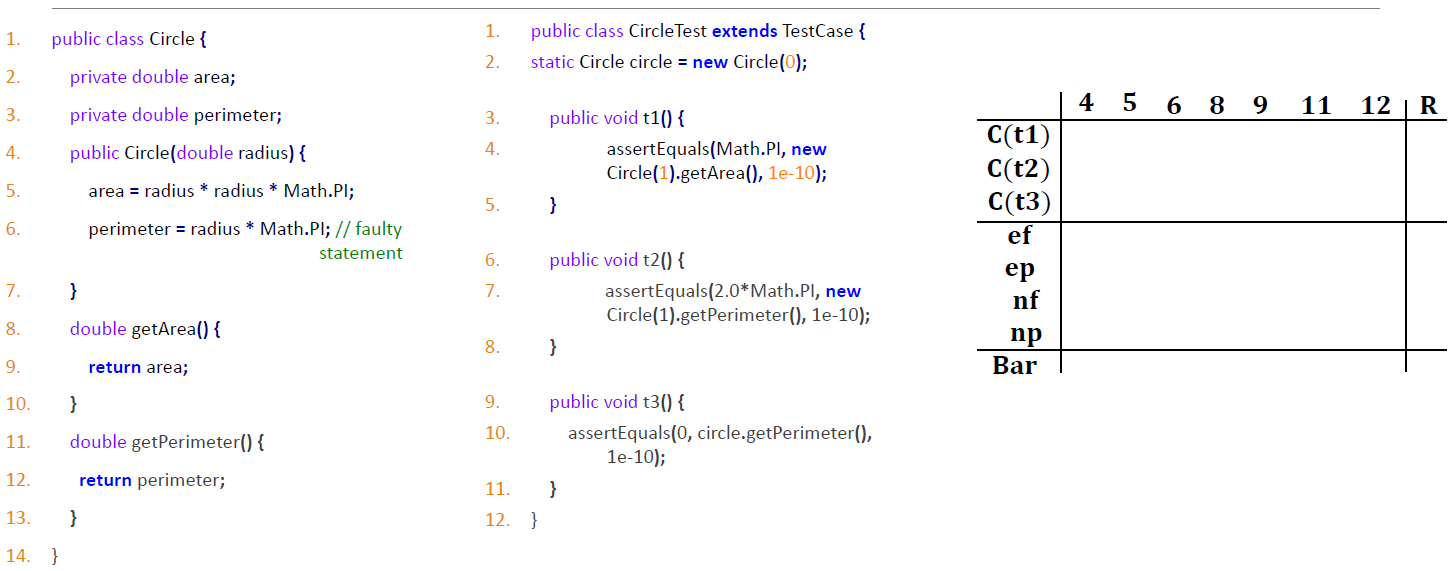 1. public class Circle {
2. private double area;
3. private double perimeter;
4. public Circle(double radius) {
5. area = radius * radius * Math.PI;
6. perimeter = radius * Math.PI; // faulty
statement
7. }
8. double getArea() {
9. return area;
10. }
11. double getPerimeter() {
12. return perimeter;
13. }
14. }
1. public class CircleTest extends TestCase {
2. static Circle circle = new Circle(0);
3. public void t1() {
4. assertEquals(Math.PI, new
Circle(1).getArea(), 1e-10);
5. }
6. public void t2() {
7. assertEquals(2.0*Math.PI, new
Circle(1).getPerimeter(), 1e-10);
8. }
9. public void t3() {
10. assertEquals(0, circle.getPerimeter(),
1e-10);
11. }
12. }
4 5 6 8 9 11 12 R
C(t1)
C(t2)
C(t3)
ef
ep
nf
np
Bar